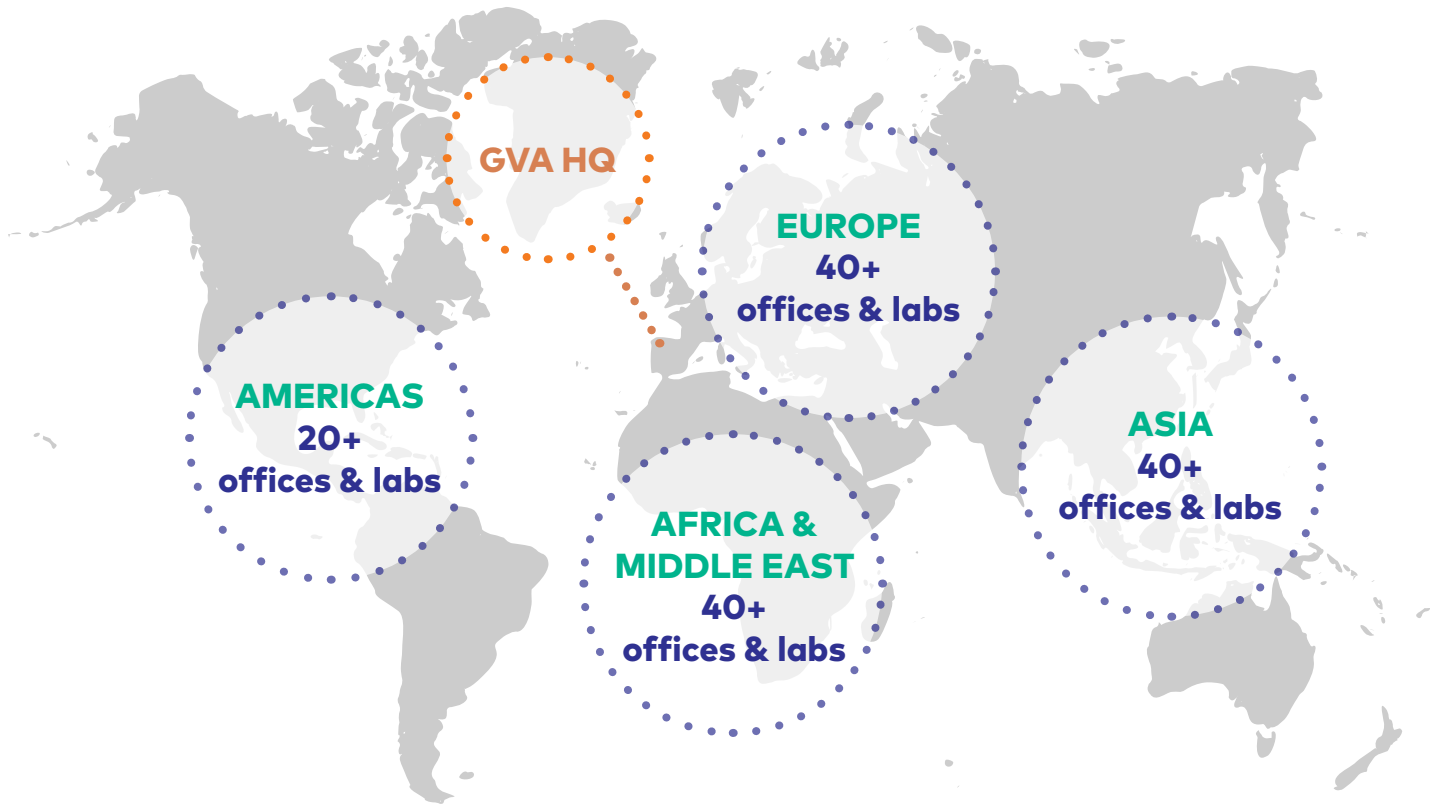 GVA HQ
EUROPE
40+
offices & labs
AMERICAS
20+
offices & labs
ASIA
40+
offices & labs
AFRICA &
MIDDLE EAST
40+
offices & labs